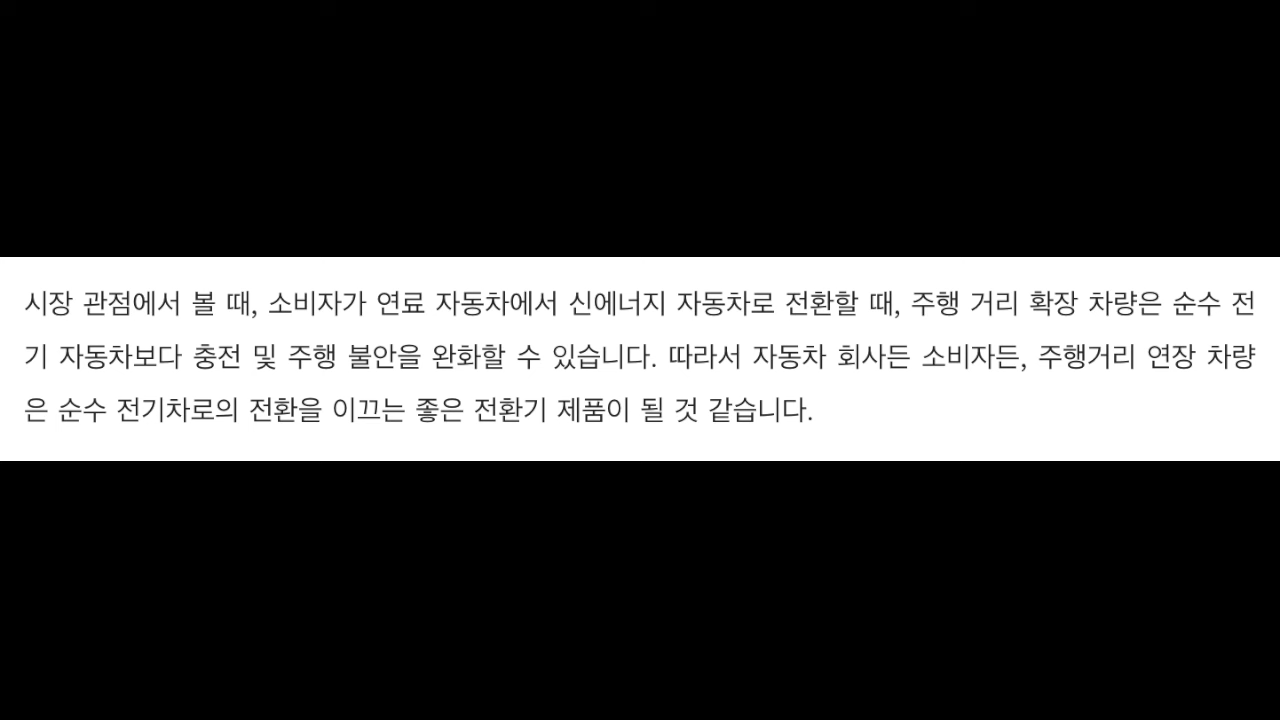 시장 관점에서 볼 때, 소비자가 연료 자동차에서 신에너지 자동차로 전환할 때, 주행 거리 확장 차량은 순수 전
기 자동차보다 충전 및 주행 불안을 완화할 수 있습니다. 따라서 자동차 회사든 소비자든, 주행거리 연장 차량
은 순수 전기차로의 전환을 이끄는 좋은 전환기 제품이 될 것 같습니다.